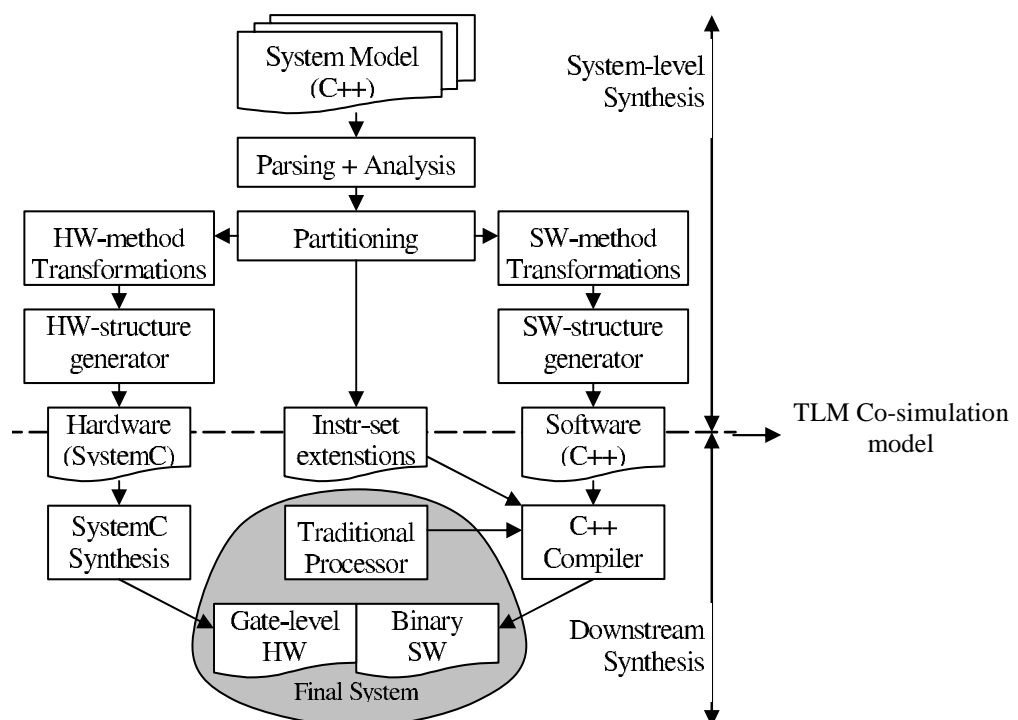 System Model
(C++)
System-level
Synthesis
Parsing + Analysis
HW-method
Transformations
Partitioning
SW-method
Transformations
HW-structure
generator
SW-structure
generator
Hardware
(SystemC)
Instr-set
extenstions
Software
(C++)
TLM Co-simulation
model
SystemC
Synthesis
Traditional
Processor
C++
Compiler
Gate-level
HW
Binary
SW
Downstream
Synthesis
Final System